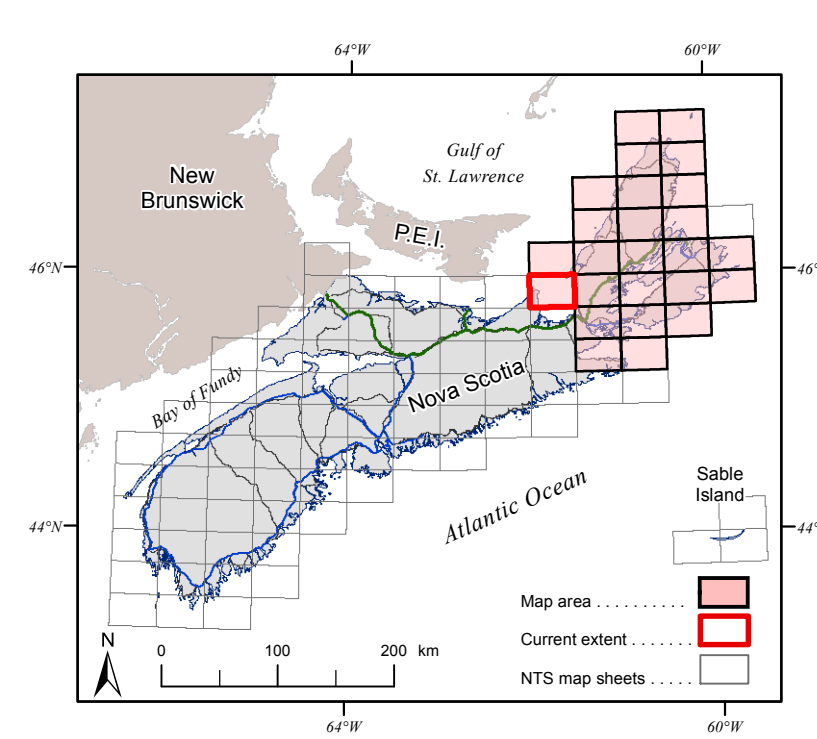 64°W
60°W
Gulf of
St. Lawrence
New
Brunswick
P.E.I.
46°N
46°
Nova Scotia
Bay of Fundy
Sable
Island
Atlantic Ocean
44°N
44°
Map area . . . . . . . . . .
Current extent . . . . . . .
NTS map sheets . . . . .
N
0 100 200 km
64°W
60°W